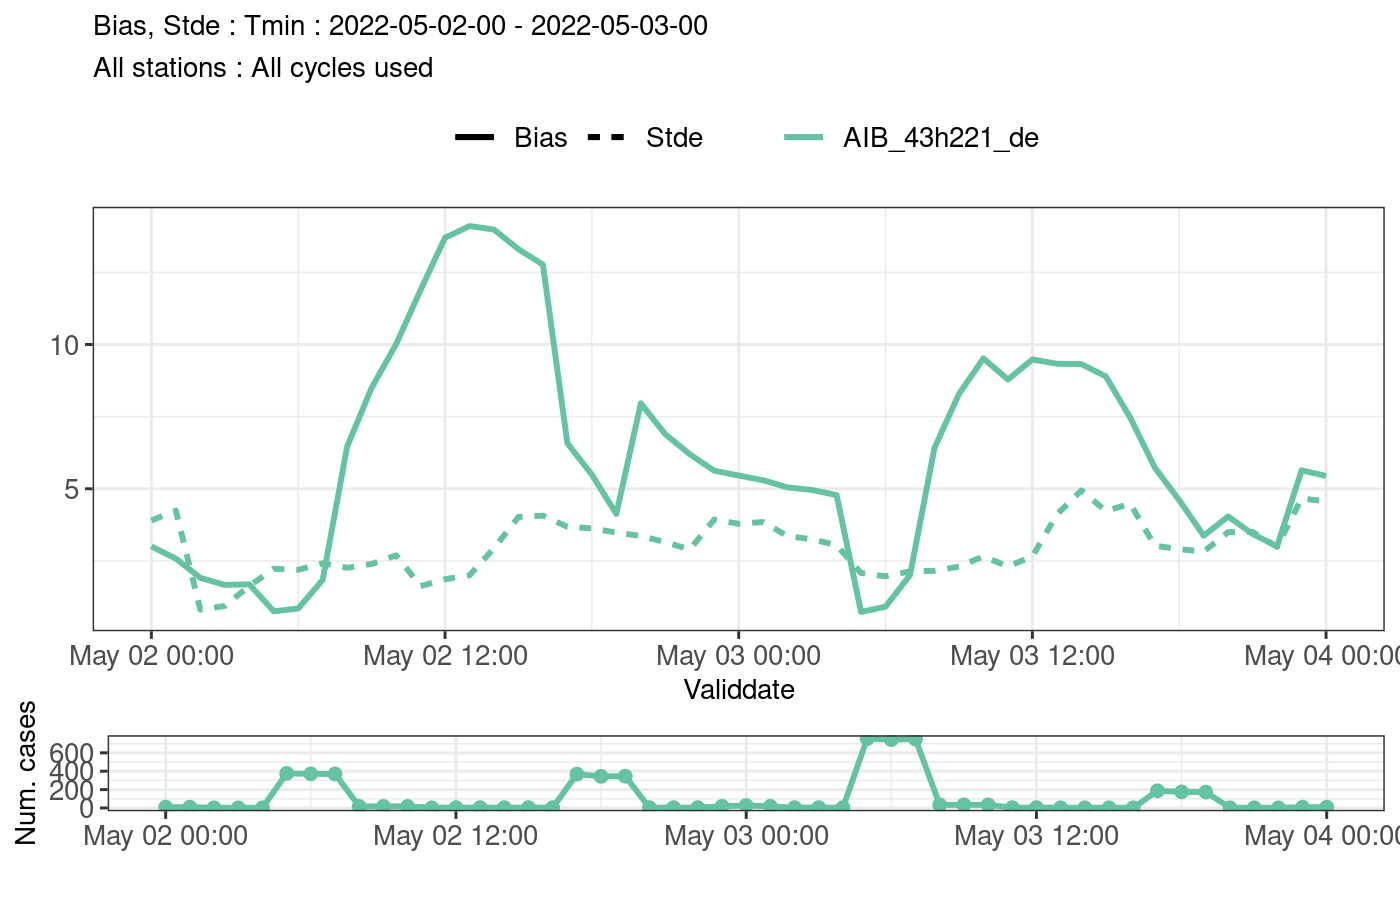 Bias, Stde : Tmin : 2022-05-02-00 - 2022-05-03-00
All stations : All cycles used
Bias Stde AIB_43h221_de
10
5
May 02 00:00 May 02 12:00 May 03 00:00 May 03 12:00 May 04 00:00
Validdate
Num. cases
600
400
200
0
May 02 00:00 May 02 12:00 May 03 00:00 May 03 12:00 May 04 00:00